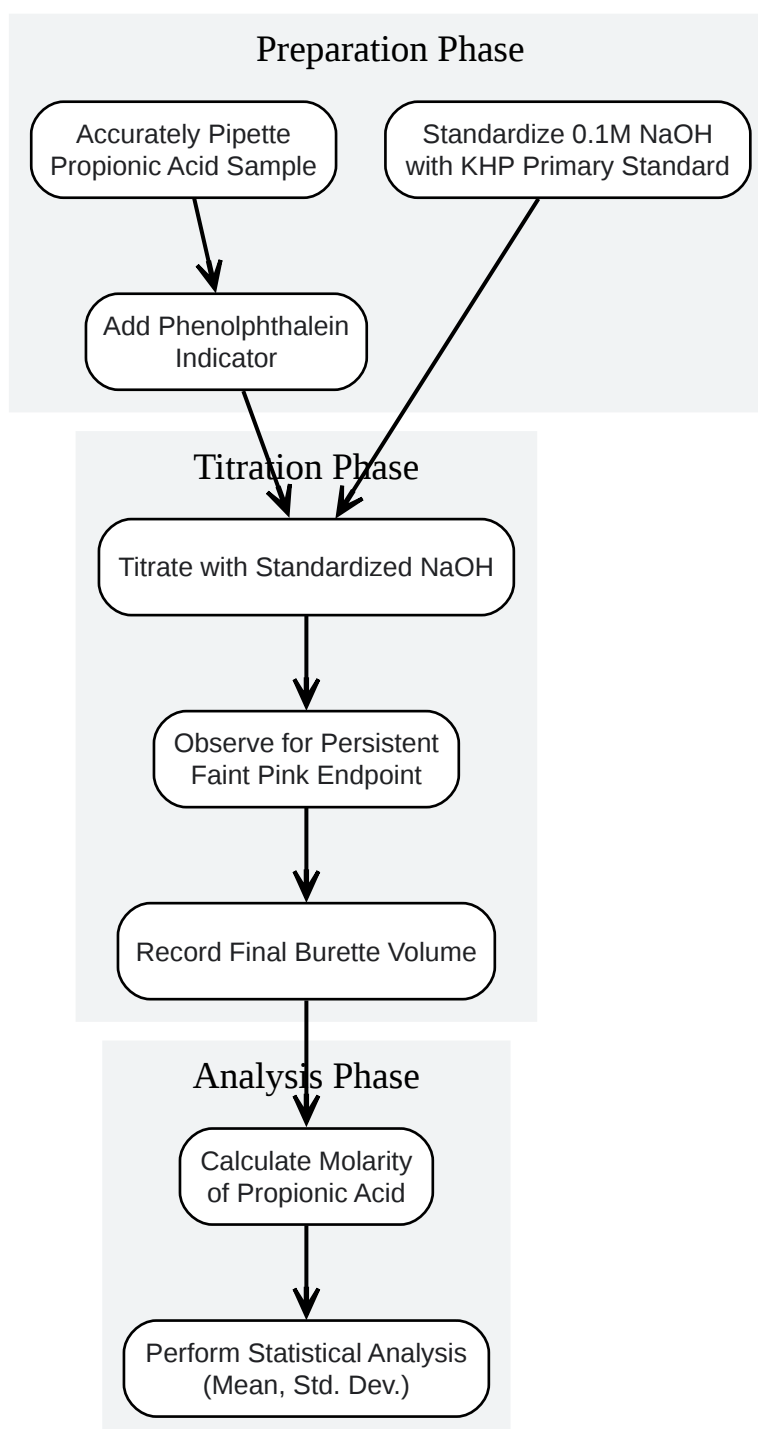 Preparation Phase
Accurately Pipette
Propionic Acid Sample
Standardize 0.1M NaOH
with KHP Primary Standard
Add Phenolphthalein
Indicator
Titration Phase
Titrate with Standardized NaOH
Observe for Persistent
Faint Pink Endpoint
Record Final Burette Volume
Analysis Phase
Calculate Molarity
of Propionic Acid
Perform Statistical Analysis
(Mean, Std. Dev.)